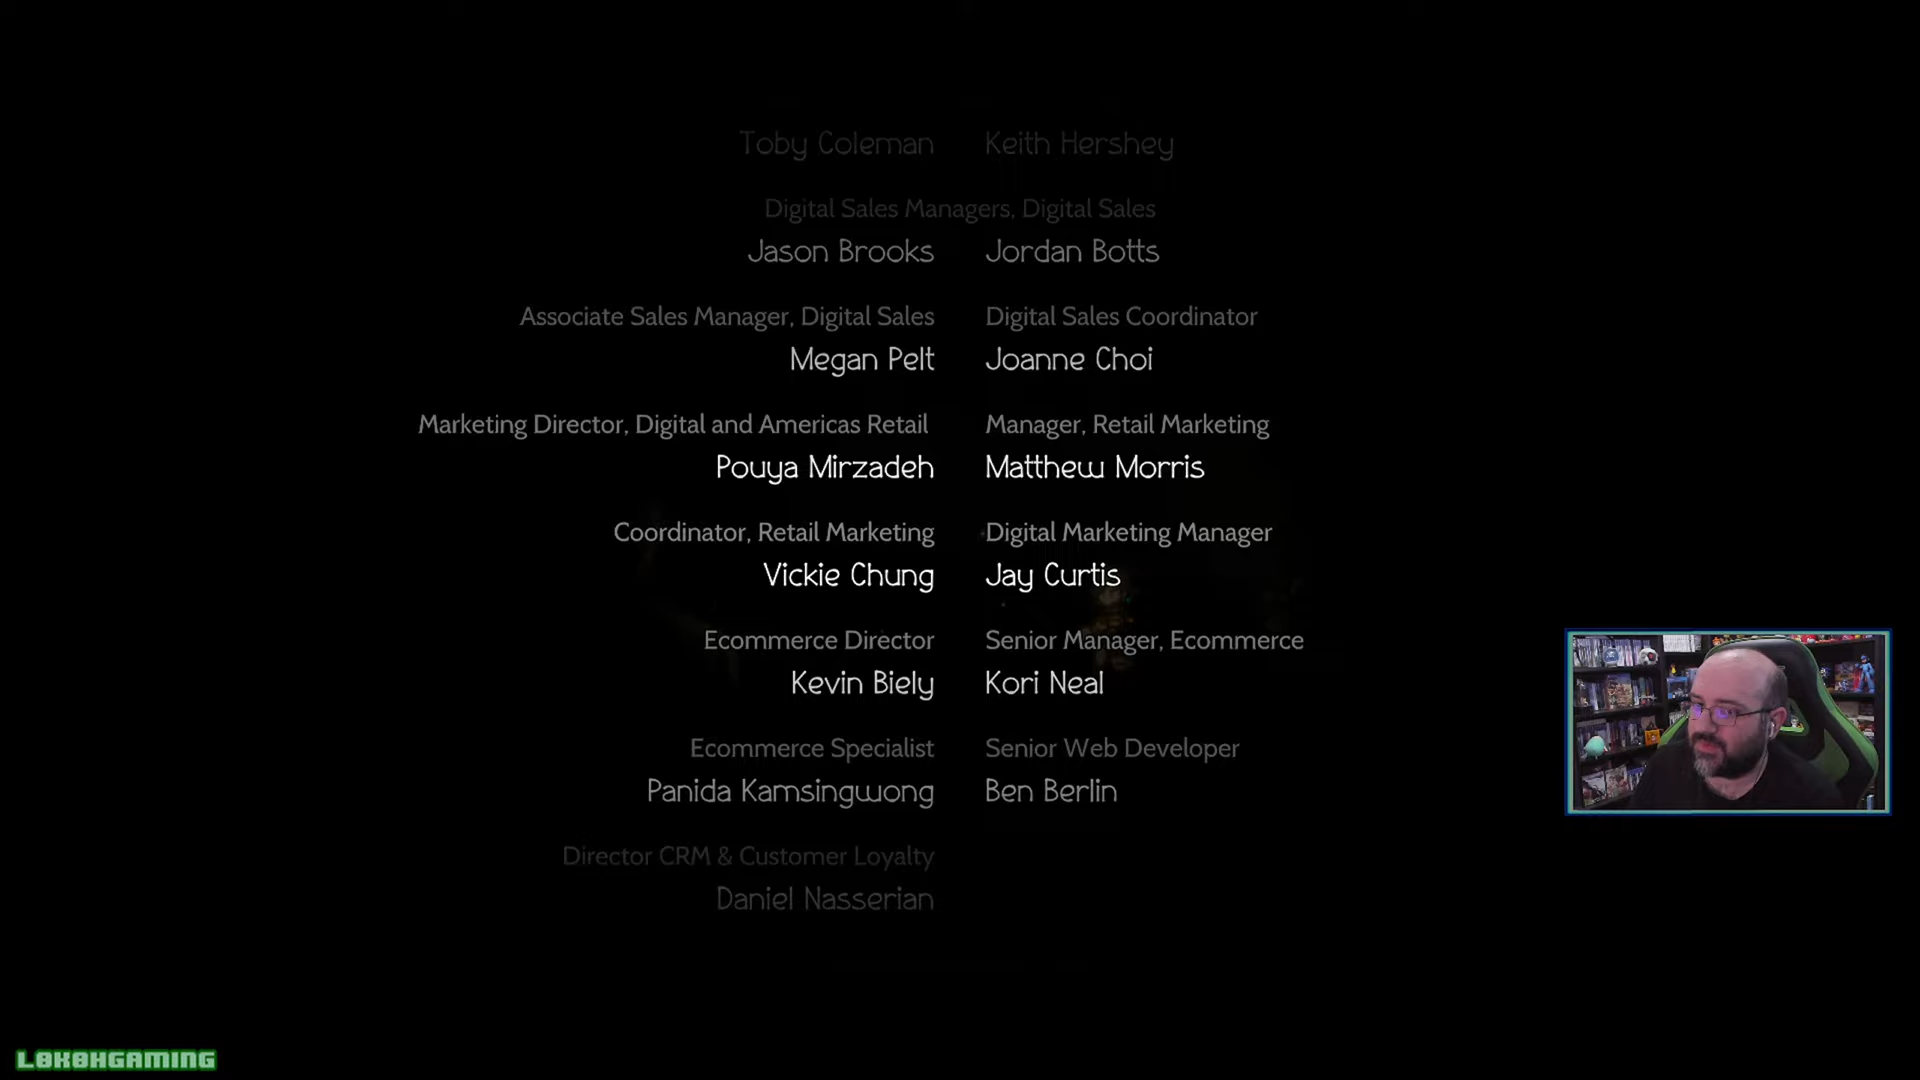 Toby Coleman Keith Hershey
Digital Sales Managers, Digital Sales
Jason Brooks Jordan Botts
Associate Sales Manager, Digital Sales Digital Sales Coordinator
Megan Pelt Joanne Choi
Marketing Director, Digital and Americas Retail Manager, Retail Marketing
Pouya Mirzadeh Matthew Morris
Coordinator, Retail Marketing Digital Marketing Manager
Vickie Chung Jay Curtis
Ecommerce Director Senior Manager, Ecommerce
Kevin Biely Kori Neal
Ecommerce Specialist Senior Web Developer
Panida Kamsingwong Ben Berlin
Director CRM & Customer Loyalty
Daniel Nasserian
L0K0HGAMING